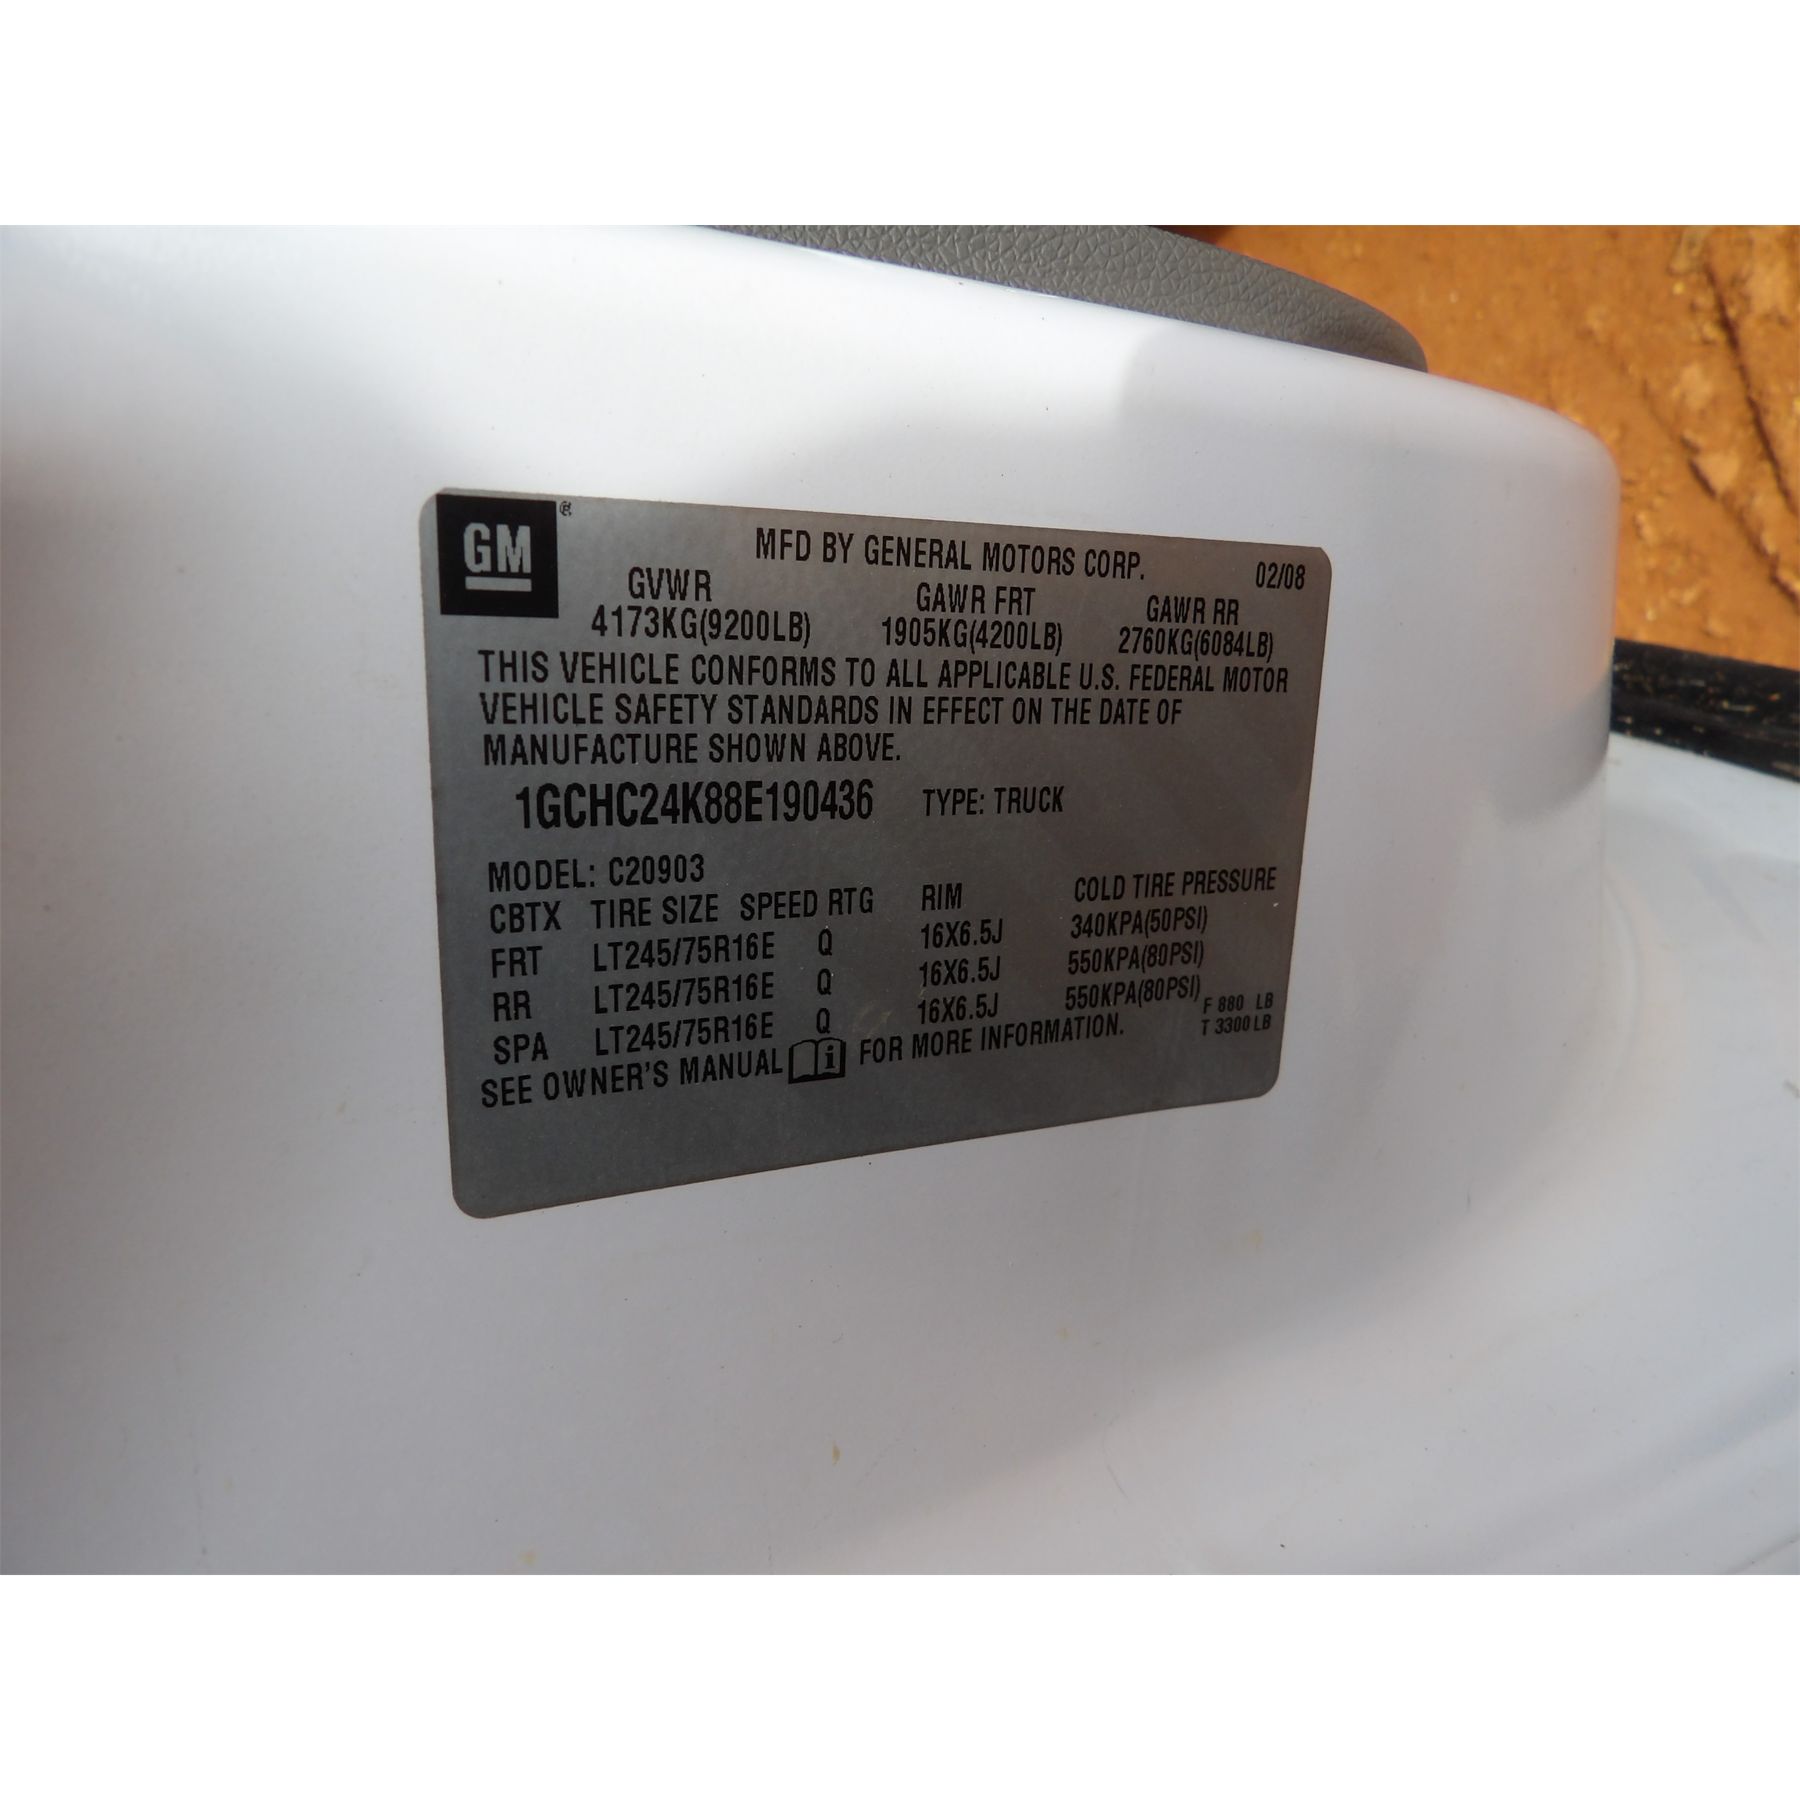 GM ®
MFD BY GENERAL MOTORS CORP. 02/08
GVWR GAWR FRT GAWR RR
4173KG(9200LB) 1905KG(4200LB) 2760KG(6084LB)
THIS VEHICLE CONFORMS TO ALL APPLICABLE U.S. FEDERAL MOTOR
VEHICLE SAFETY STANDARDS IN EFFECT ON THE DATE OF
MANUFACTURE SHOWN ABOVE.
1GCHC24K88E190436 TYPE: TRUCK
MODEL: C20903
CBTX TIRE SIZE SPEED RTG RIM COLD TIRE PRESSURE
FRT LT245/75R16E Q 16X6.5J 340KPA(50PSI)
RR LT245/75R16E Q 16X6.5J 550KPA(80PSI)
SPA LT245/75R16E Q 16X6.5J 550KPA(80PSI) F 880 LB
SEE OWNER'S MANUAL i FOR MORE INFORMATION. T 3300 LB